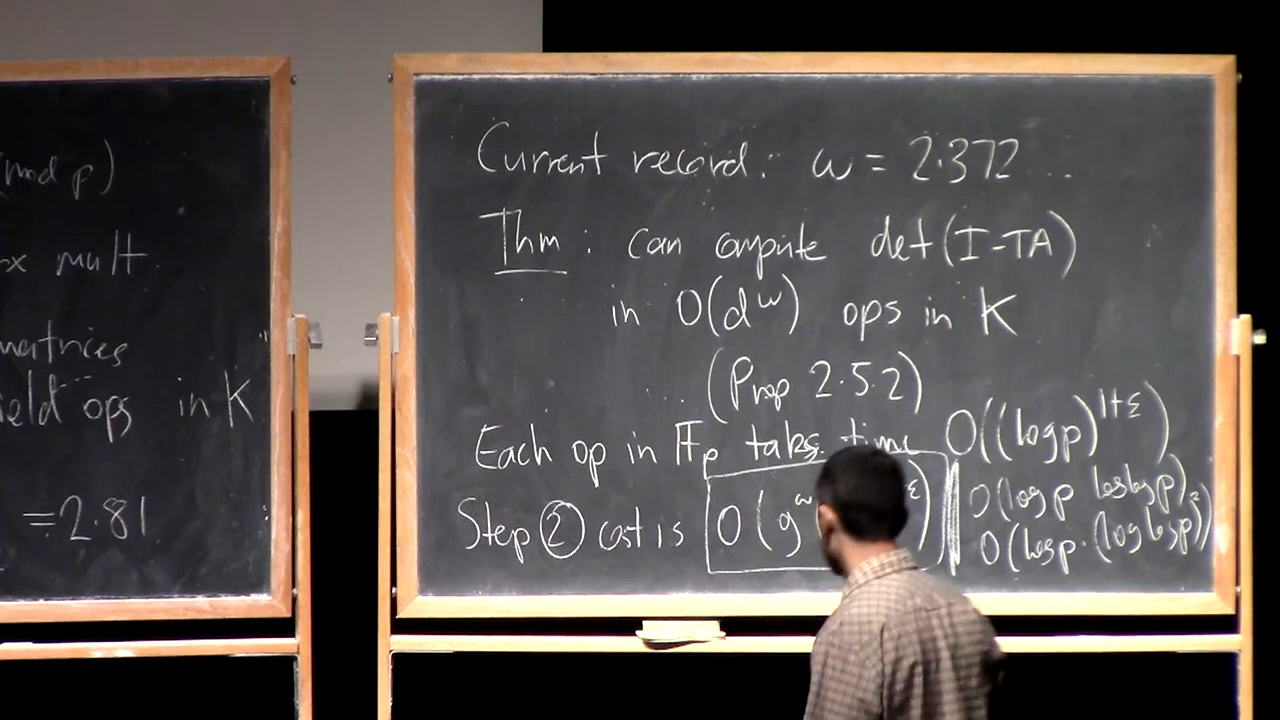 (mod p)
x mult.
matrices
ield ops in K
=2.81
Current record: ω = 2.372...
Thm: can compute det(I-TA)
in O(d^ω) ops in K
(Prop 2.5.2)
Each op in 𝔽_p takes time O((log p)^{1+ε})
O(log p loglog p)
Step ② cost is O(g^ω ε)
O(log p · (loglog p)^2)